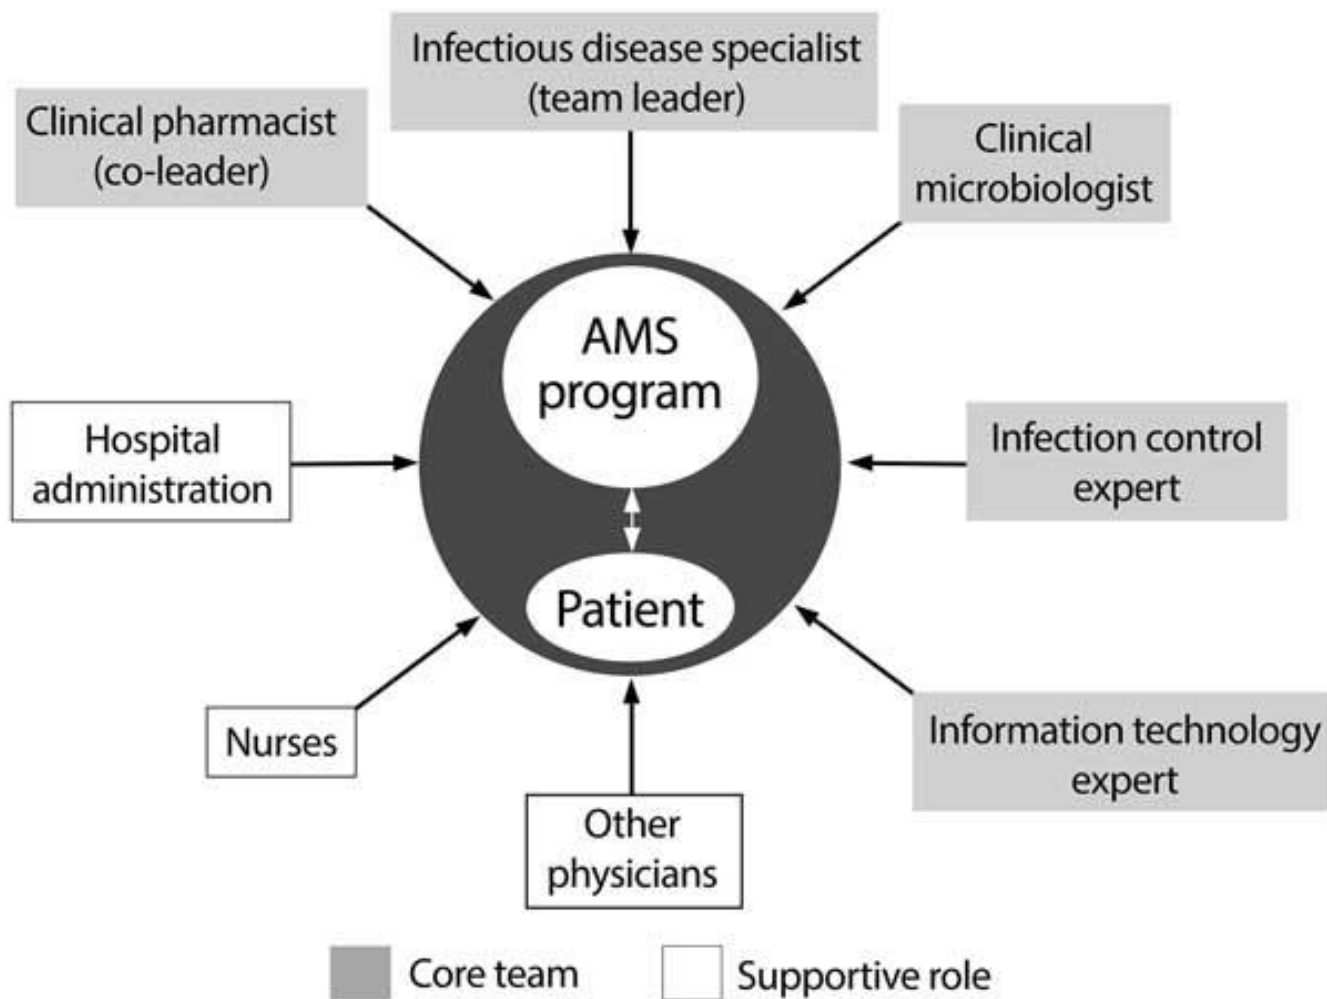 Infectious disease specialist
(team leader)
Clinical pharmacist
(co-leader)
Clinical
microbiologist
AMS
program
Hospital
administration
Infection control
expert
Patient
Nurses
Information technology
expert
Other
physicians
Core team
Supportive role